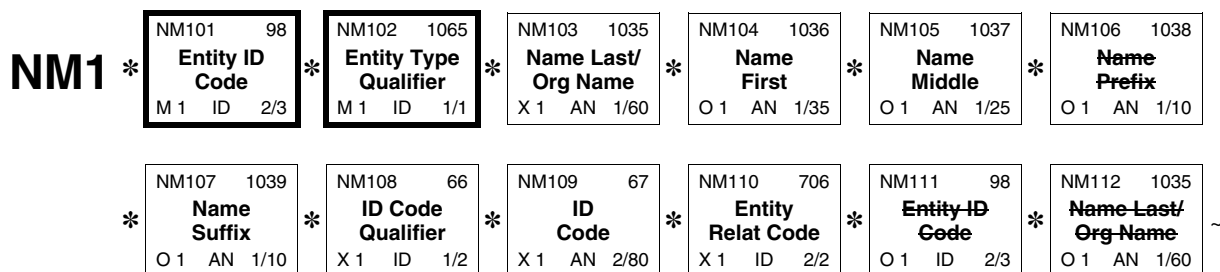 NM1 * NM101 98 * NM102 1065 * NM103 1035 * NM104 1036 * NM105 1037 * NM106 1038
Entity ID Entity Type Name Last/ Name Name Name
Code Qualifier Org Name First Middle Prefix
M 1 ID 2/3 M 1 ID 1/1 X 1 AN 1/60 O 1 AN 1/35 O 1 AN 1/25 O 1 AN 1/10
* NM107 1039 * NM108 66 * NM109 67 * NM110 706 * NM111 98 * NM112 1035 ~
Name ID Code ID Entity Entity ID Name Last/
Suffix Qualifier Code Relat Code Code Org Name
O 1 AN 1/10 X 1 ID 1/2 X 1 AN 2/80 X 1 ID 2/2 O 1 ID 2/3 O 1 AN 1/60